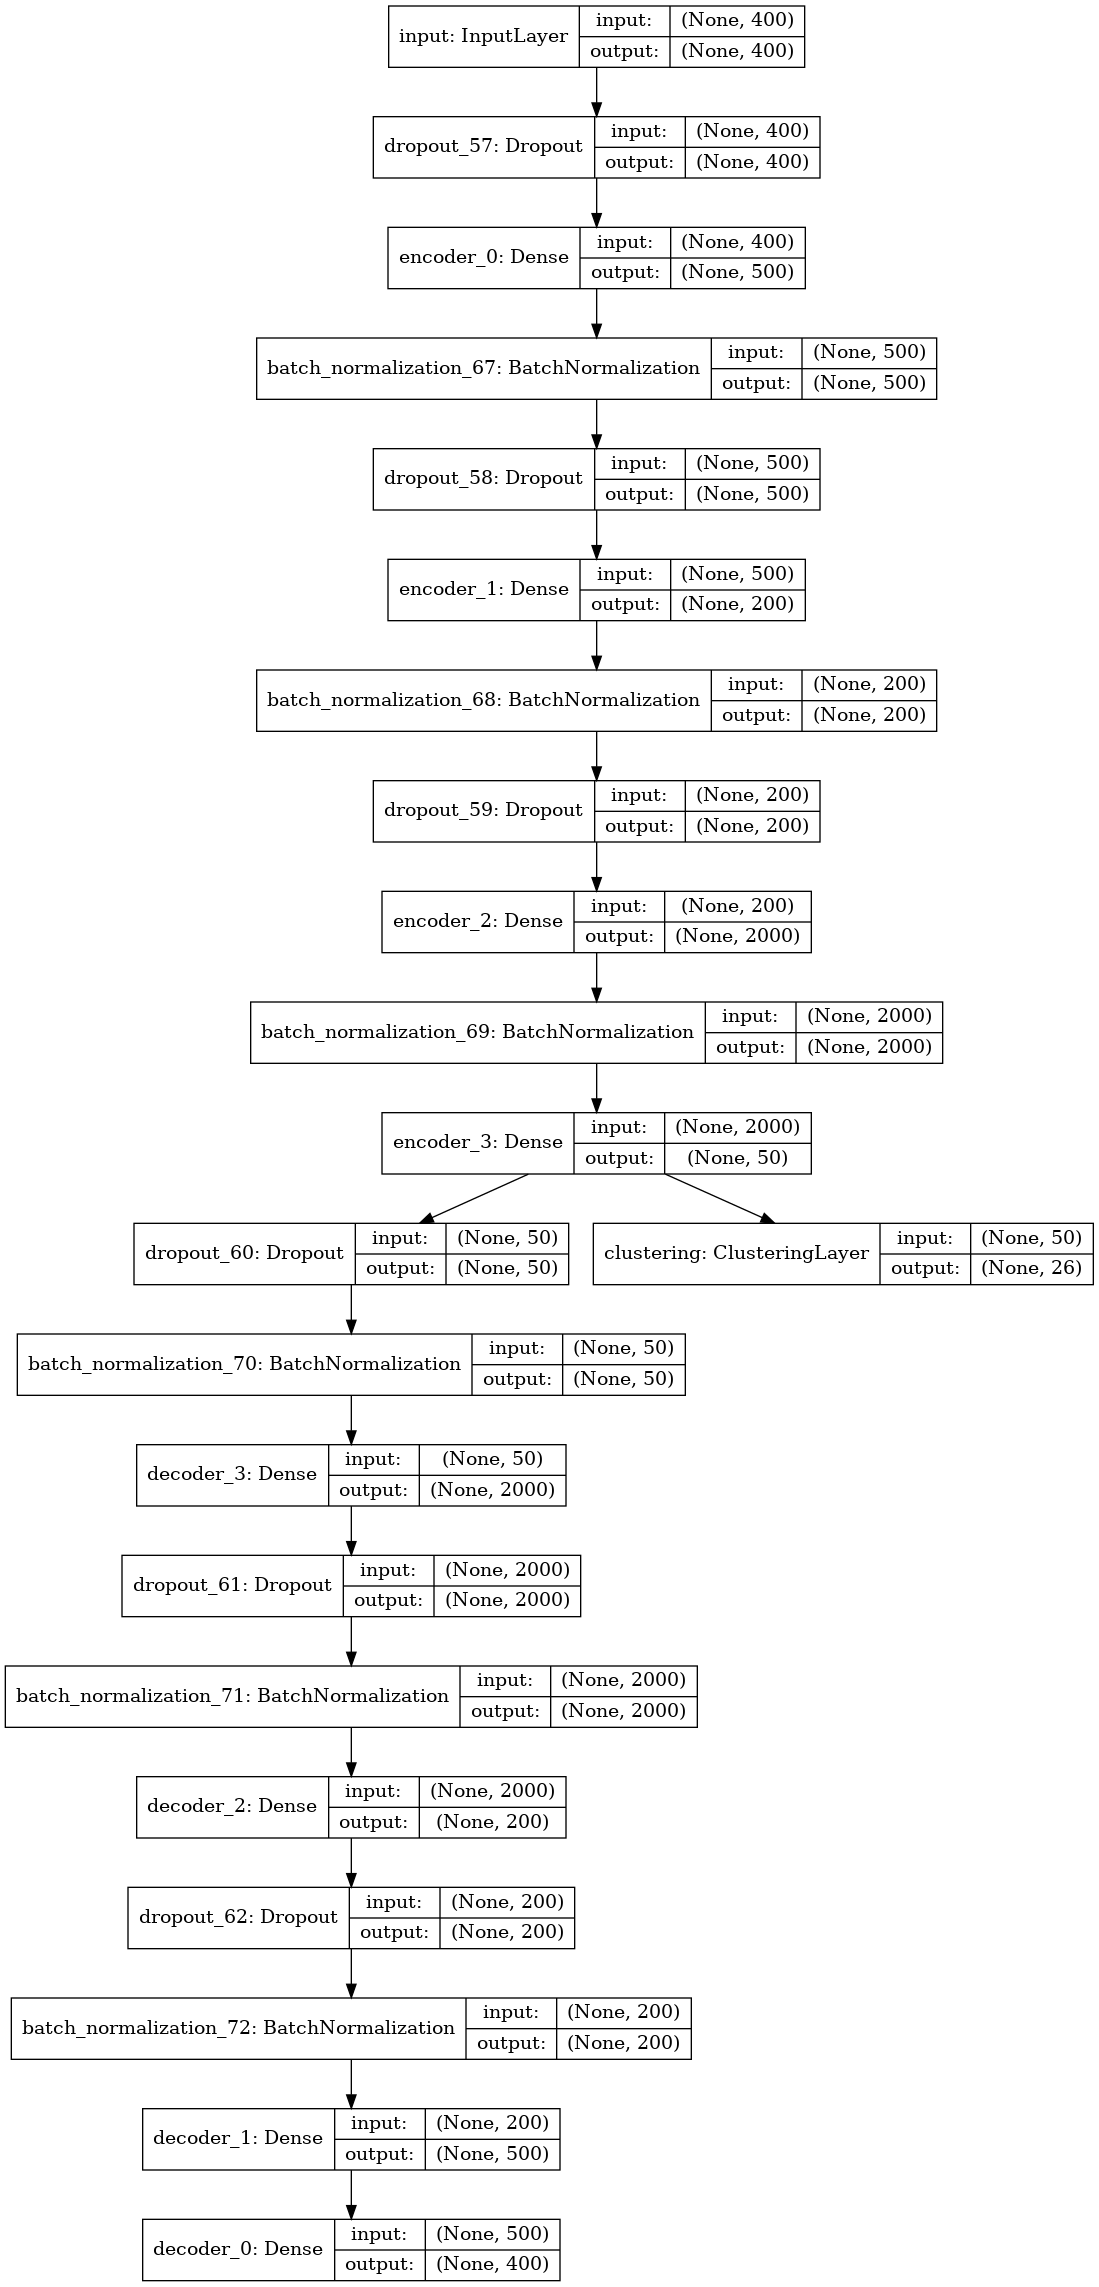 input: InputLayer
input: (None, 400)
output: (None, 400)
dropout_57: Dropout
input: (None, 400)
output: (None, 400)
encoder_0: Dense
input: (None, 400)
output: (None, 500)
batch_normalization_67: BatchNormalization
input: (None, 500)
output: (None, 500)
dropout_58: Dropout
input: (None, 500)
output: (None, 500)
encoder_1: Dense
input: (None, 500)
output: (None, 200)
batch_normalization_68: BatchNormalization
input: (None, 200)
output: (None, 200)
dropout_59: Dropout
input: (None, 200)
output: (None, 200)
encoder_2: Dense
input: (None, 200)
output: (None, 2000)
batch_normalization_69: BatchNormalization
input: (None, 2000)
output: (None, 2000)
encoder_3: Dense
input: (None, 2000)
output: (None, 50)
dropout_60: Dropout
input: (None, 50)
output: (None, 50)
clustering: ClusteringLayer
input: (None, 50)
output: (None, 26)
batch_normalization_70: BatchNormalization
input: (None, 50)
output: (None, 50)
decoder_3: Dense
input: (None, 50)
output: (None, 2000)
dropout_61: Dropout
input: (None, 2000)
output: (None, 2000)
batch_normalization_71: BatchNormalization
input: (None, 2000)
output: (None, 2000)
decoder_2: Dense
input: (None, 2000)
output: (None, 200)
dropout_62: Dropout
input: (None, 200)
output: (None, 200)
batch_normalization_72: BatchNormalization
input: (None, 200)
output: (None, 200)
decoder_1: Dense
input: (None, 200)
output: (None, 500)
decoder_0: Dense
input: (None, 500)
output: (None, 400)